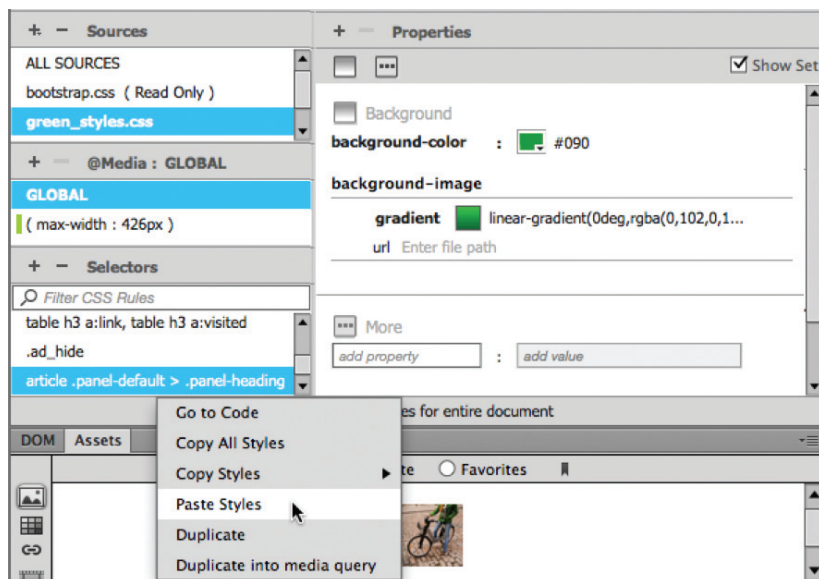 Sources
ALL SOURCES
bootstrap.css ( Read Only )
green_styles.css
@Media : GLOBAL
GLOBAL
( max-width : 426px )
Selectors
Filter CSS Rules
table h3 a:link, table h3 a:visited
.ad_hide
article .panel-default > .panel-heading
Properties
Show Set
Background
background-color : #090
background-image
gradient linear-gradient(0deg,rgba(0,102,0,1...
url Enter file path
More
add property : add value
es for entire document
Go to Code
Copy All Styles
Copy Styles
Paste Styles
Duplicate
Duplicate into media query
DOM Assets
te Favorites